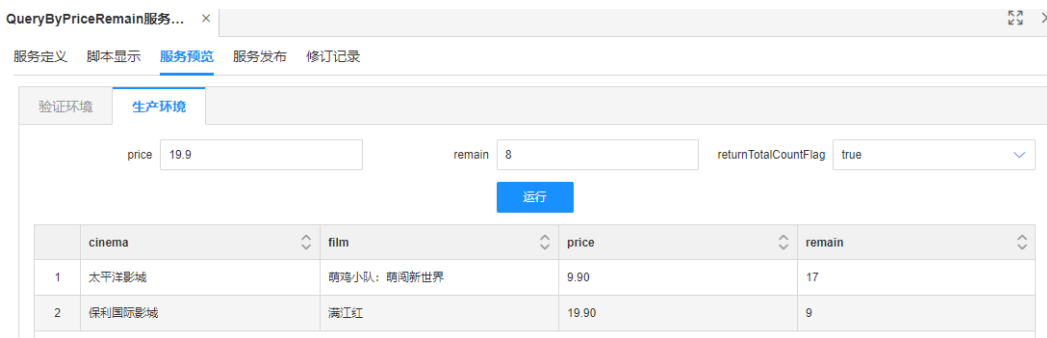 QueryByPriceRemain服务... ×
服务定义 脚本显示 服务预览 服务发布 修订记录
验证环境 生产环境
price 19.9 remain 8 returnTotalCountFlag true
运行
cinema film price remain
1 太平洋影城 萌鸡小队：萌闯新世界 9.90 17
2 保利国际影城 满江红 19.90 9